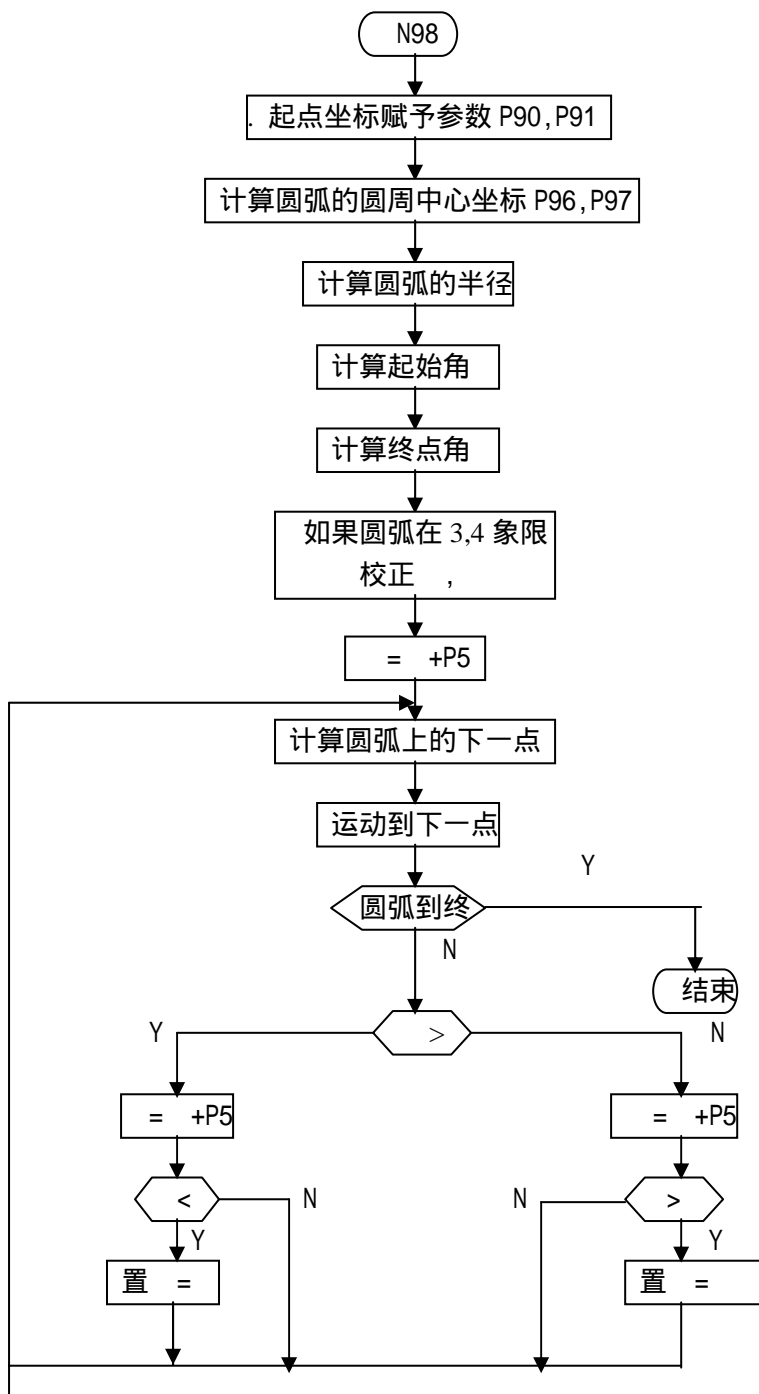 N98
. 起点坐标赋予参数 P90,P91
计算圆弧的圆周中心坐标 P96,P97
计算圆弧的半径
计算起始角
计算终点角
如果圆弧在 3,4 象限
校正 ,
= +P5
计算圆弧上的下一点
运动到下一点
Y
圆弧到终
N
结束
Y > N
= +P5 = +P5
< N N >
Y Y
置 = 置 =